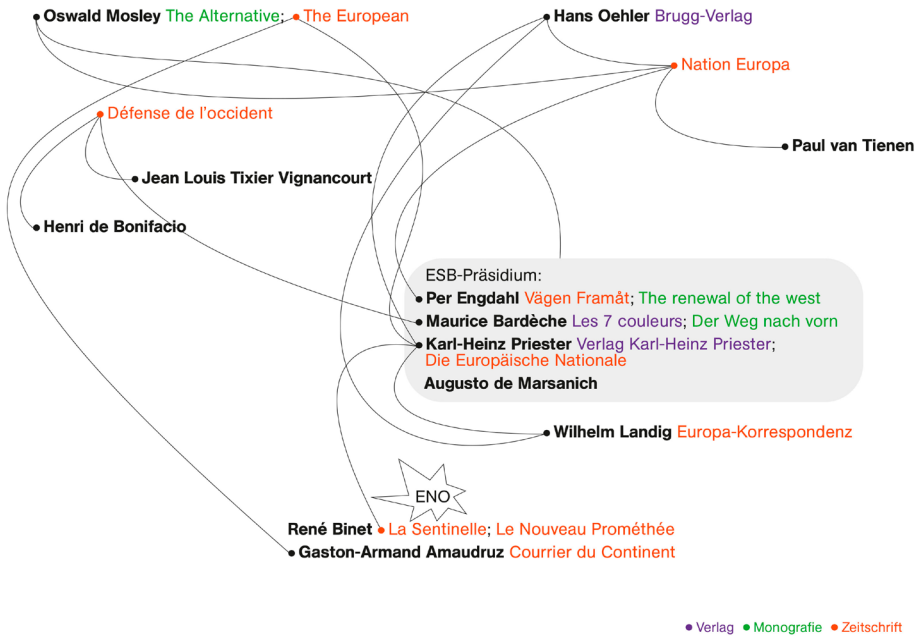 Oswald Mosley The Alternative; The European
Hans Oehler Brugg-Verlag
Nation Europa
Défense de l'occident
Paul van Tienen
Jean Louis Tixier Vignancourt
Henri de Bonifacio
ESB-Präsidium:
Per Engdahl Vägen Framåt; The renewal of the west
Maurice Bardèche Les 7 couleurs; Der Weg nach vorn
Karl-Heinz Priester Verlag Karl-Heinz Priester;
Die Europäische Nationale
Augusto de Marsanich
Wilhelm Landig Europa-Korrespondenz
ENO
René Binet La Sentinelle; Le Nouveau Prométhée
Gaston-Armand Amaudruz Courrier du Continent
Verlag Monografie Zeitschrift